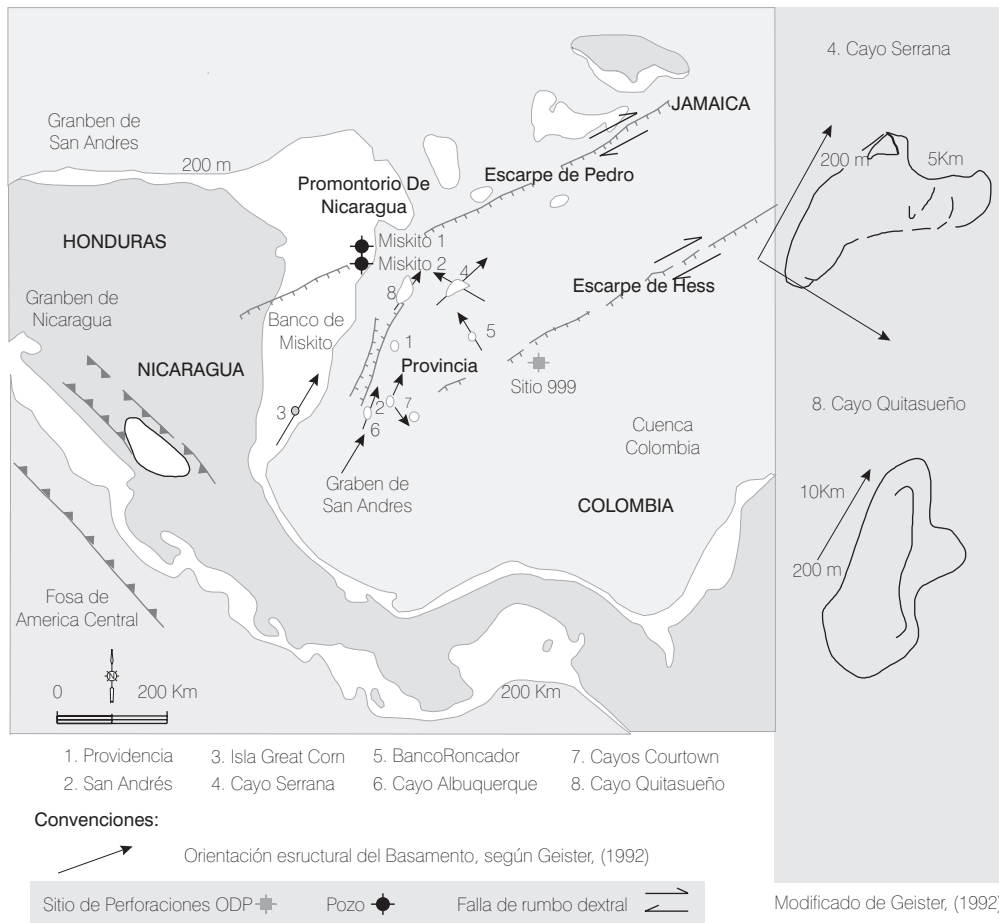 4. Cayo Serrana
JAMAICA
Granben de
San Andres
200 m
200 m
5Km
Escarpe de Pedro
Promontorio De
Nicaragua
HONDURAS
Miskito 1
Miskito 2
4
8
Escarpe de Hess
Granben de
Nicaragua
Banco de
Miskito
5
1
NICARAGUA
Provincia
Sitio 999
8. Cayo Quitasueño
3
2
7
6
Cuenca
Colombia
Graben de
San Andres
10Km
COLOMBIA
200 m
Fosa de
America Central
N
0 200 Km
200 Km
1. Providencia 3. Isla Great Corn 5. BancoRoncador 7. Cayos Courtown
2. San Andrés 4. Cayo Serrana 6. Cayo Albuquerque 8. Cayo Quitasueño
Convenciones:
Orientación esructural del Basamento, según Geister, (1992)
Sitio de Perforaciones ODP Pozo Falla de rumbo dextral
Modificado de Geister, (1992)